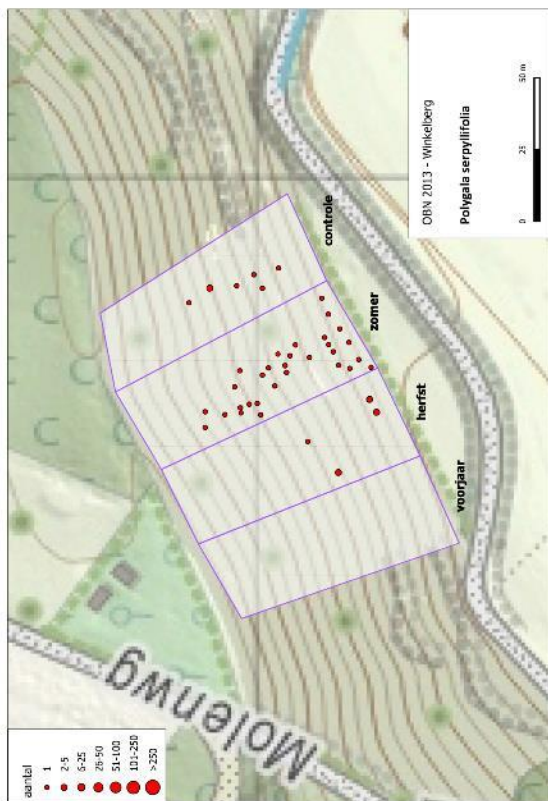 OBN 2013 - Winkelberg
Polygala serpyllifolia
0 25 50 m
controle
zomer
herfst
voorjaar
Molenwg
aantal
1
2-5
6-25
26-50
51-100
101-250
>250